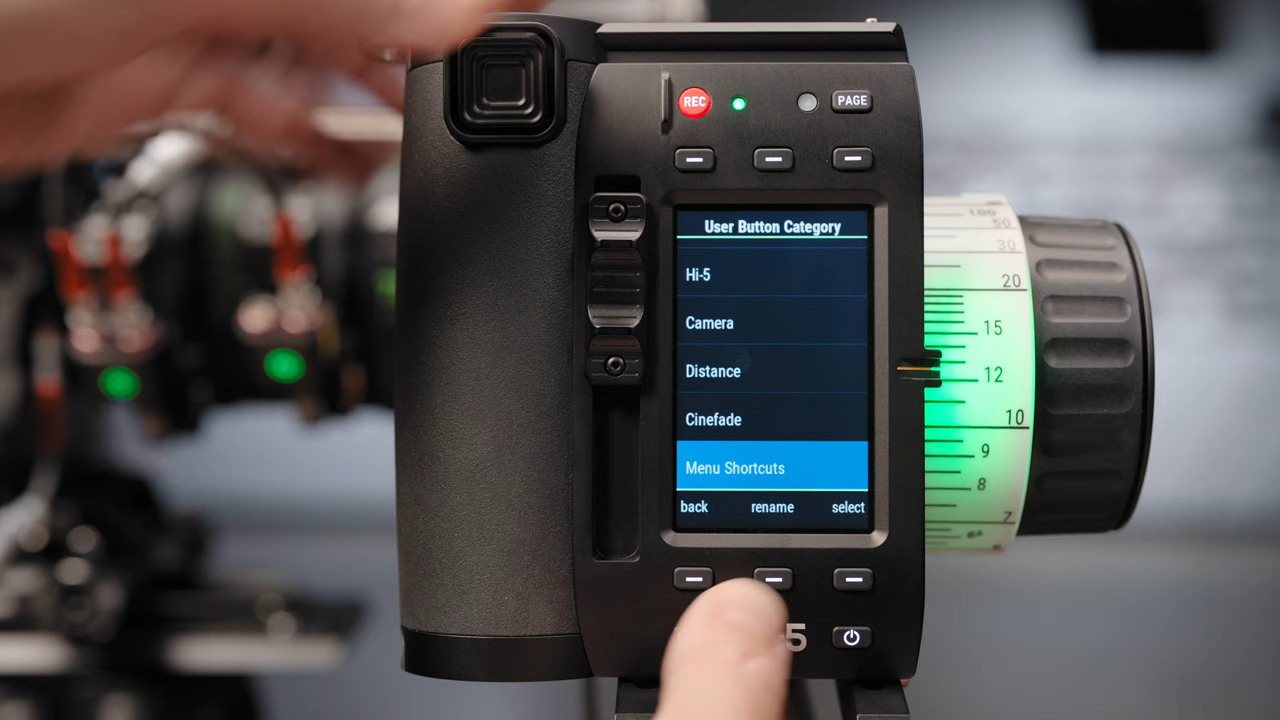 REC
PAGE
User Button Category
Hi-5
Camera
Distance
Cinefade
Menu Shortcuts
back rename select
5
100
50
30
20
15
12
10
9
8
7